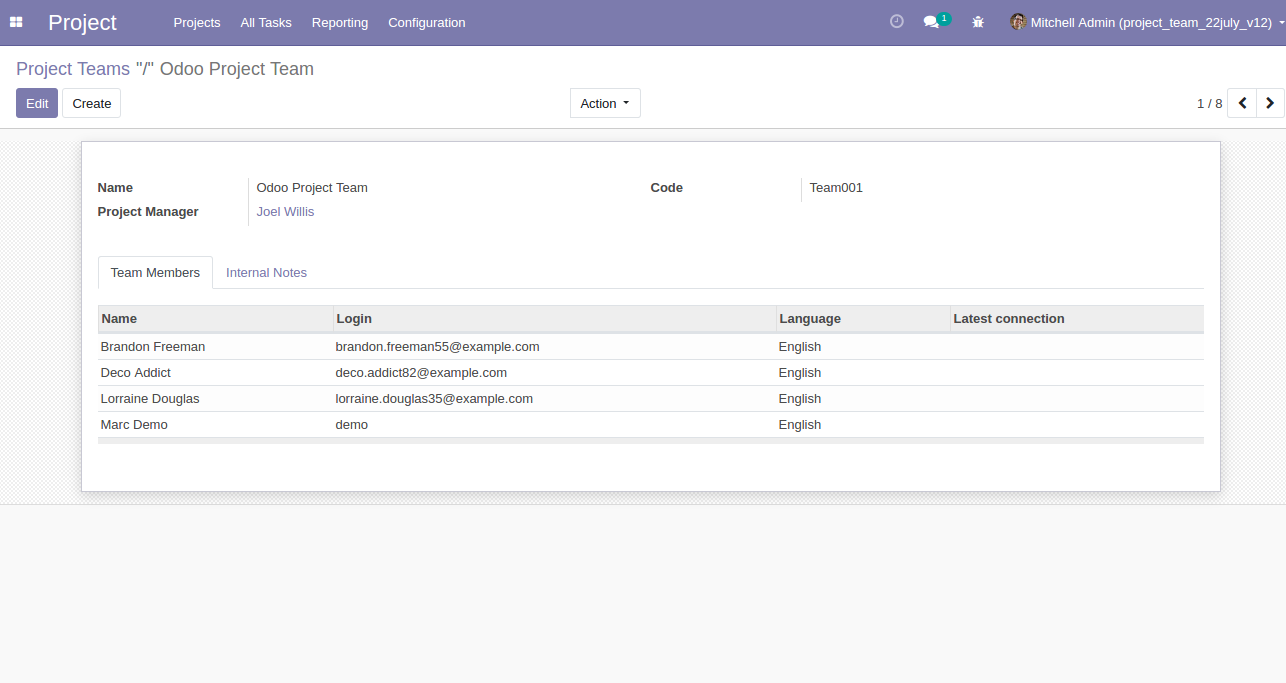 Project Projects All Tasks Reporting Configuration 1 Mitchell Admin (project_team_22july_v12)
Project Teams "/" Odoo Project Team
Edit Create Action 1 / 8
Name Odoo Project Team Code Team001
Project Manager Joel Willis
Team Members Internal Notes
Name Login Language Latest connection
Brandon Freeman brandon.freeman55@example.com English
Deco Addict deco.addict82@example.com English
Lorraine Douglas lorraine.douglas35@example.com English
Marc Demo demo English